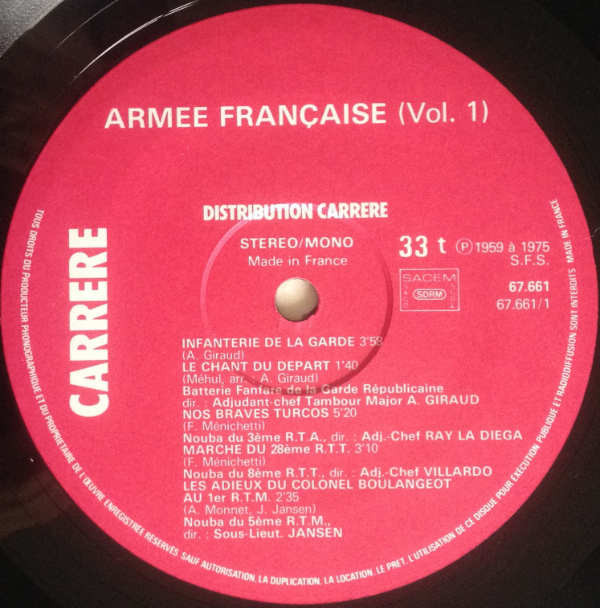 ARMEE FRANÇAISE (Vol. 1)
DISTRIBUTION CARRERE
STEREO/MONO
Made in France
33 t Ⓟ 1959 à 1975
S.F.S.
SACEM
SDRM
67.661
67.661/1
CARRERE
INFANTERIE DE LA GARDE 3'53
(A. Giraud)
LE CHANT DU DEPART 1'40
(Méhul, arr. : A. Giraud)
Batterie Fanfare de la Garde Républicaine
dir. : Adjudant-chef Tambour Major A. GIRAUD
NOS BRAVES TURCOS 5'20
(F. Ménichetti)
Nouba du 3ème R.T.A., dir. : Adj.-Chef RAY LA DIEGA
MARCHE DU 28ème R.T.T. 3'10
(F. Ménichetti)
Nouba du 8ème R.T.T., dir. : Adj.-Chef VILLARDO
LES ADIEUX DU COLONEL BOULANGEOT
AU 1er R.T.M. 2'35
(A. Monnet, J. Jansen)
Nouba du 5ème R.T.M.,
dir. : Sous-Lieut. JANSEN
TOUS DROITS DU PRODUCTEUR PHONOGRAPHIQUE ET DU PROPRIETAIRE DE L'ŒUVRE ENREGISTREE RESERVES. SAUF AUTORISATION, LA DUPLICATION, LA LOCATION, LE PRET, L'UTILISATION DE CE DISQUE POUR EXECUTION PUBLIQUE ET RADIODIFFUSION SONT INTERDITS MADE IN FRANCE